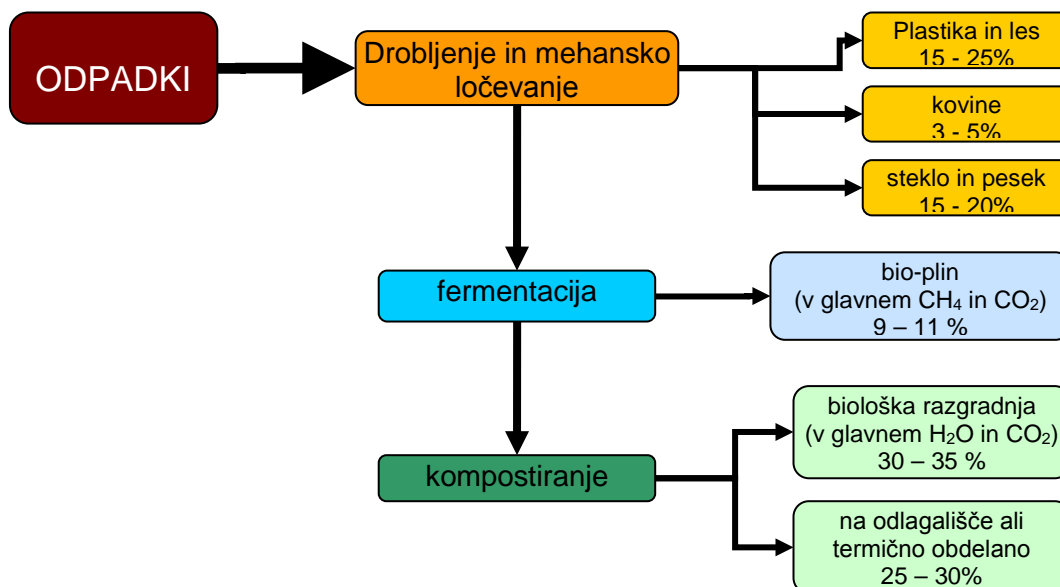 ODPADKI
Drobljenje in mehansko
ločevanje
Plastika in les
15 - 25%
kovine
3 - 5%
steklo in pesek
15 - 20%
fermentacija
bio-plin
(v glavnem CH₄ in CO₂)
9 – 11 %
biološka razgradnja
(v glavnem H₂O in CO₂)
30 – 35 %
kompostiranje
na odlagališče ali
termično obdelano
25 – 30%